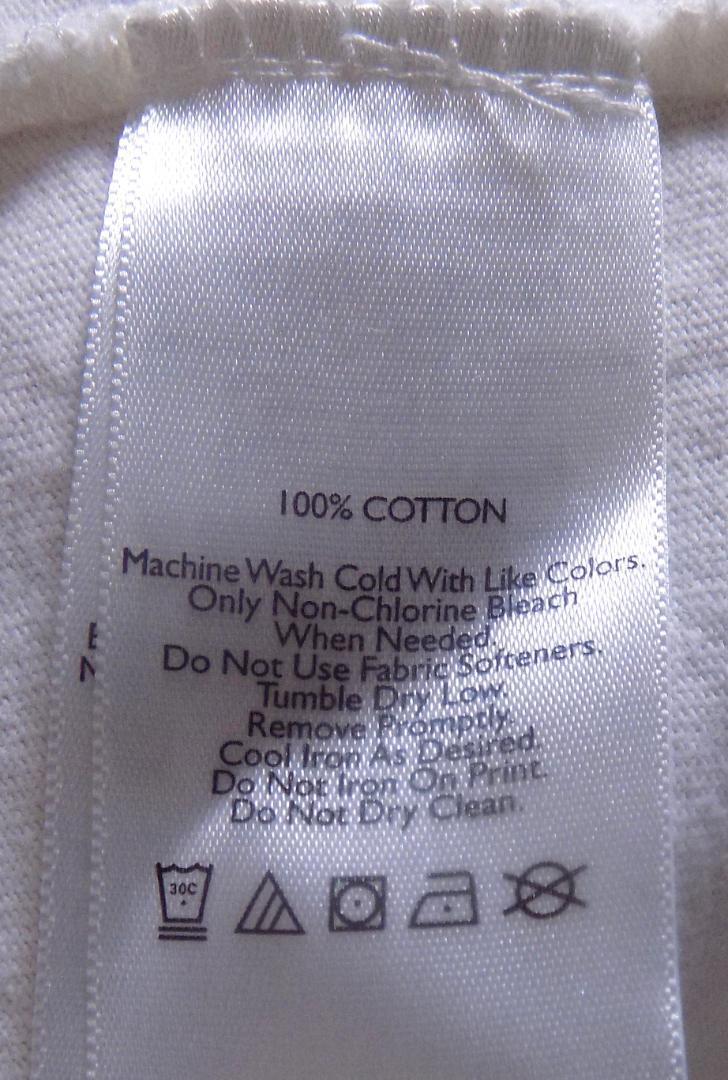 100% COTTON
Machine Wash Cold With Like Colors.
Only Non-Chlorine Bleach
When Needed.
Do Not Use Fabric Softeners.
Tumble Dry Low.
Remove Promptly.
Cool Iron As Desired.
Do Not Iron On Print.
Do Not Dry Clean.
30C